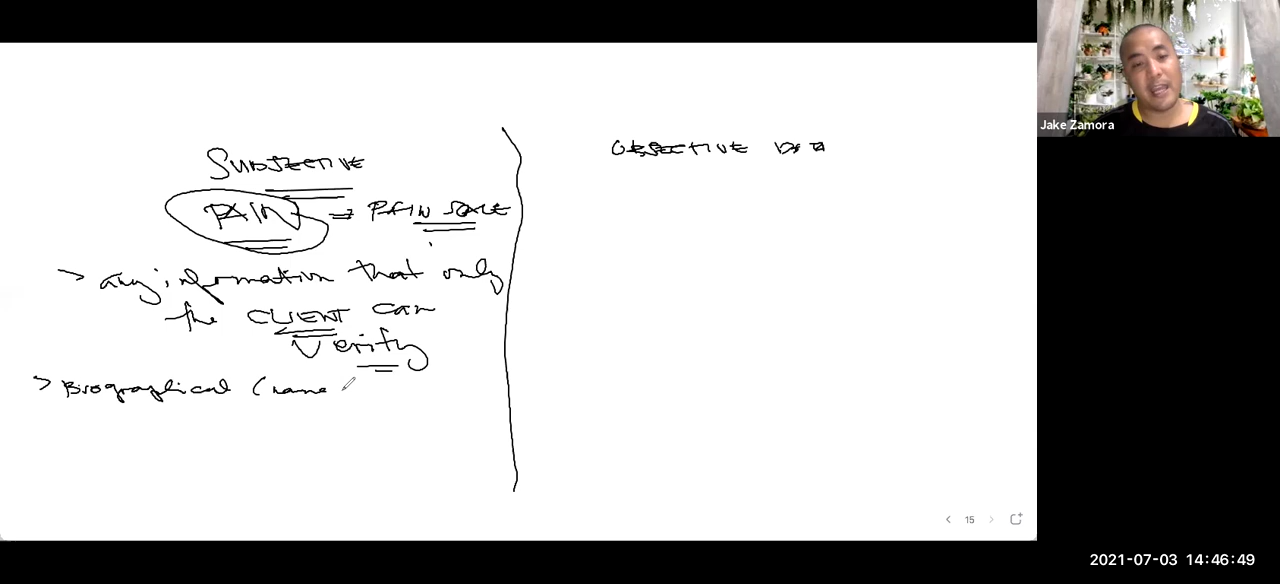 SUBJECTIVE
PAIN => PAIN SCALE
> any information that only
the CLIENT can
Verify
> Biographical (name
OBJECTIVE DATA
Jake Zamora
15
2021-07-03 14:46:49